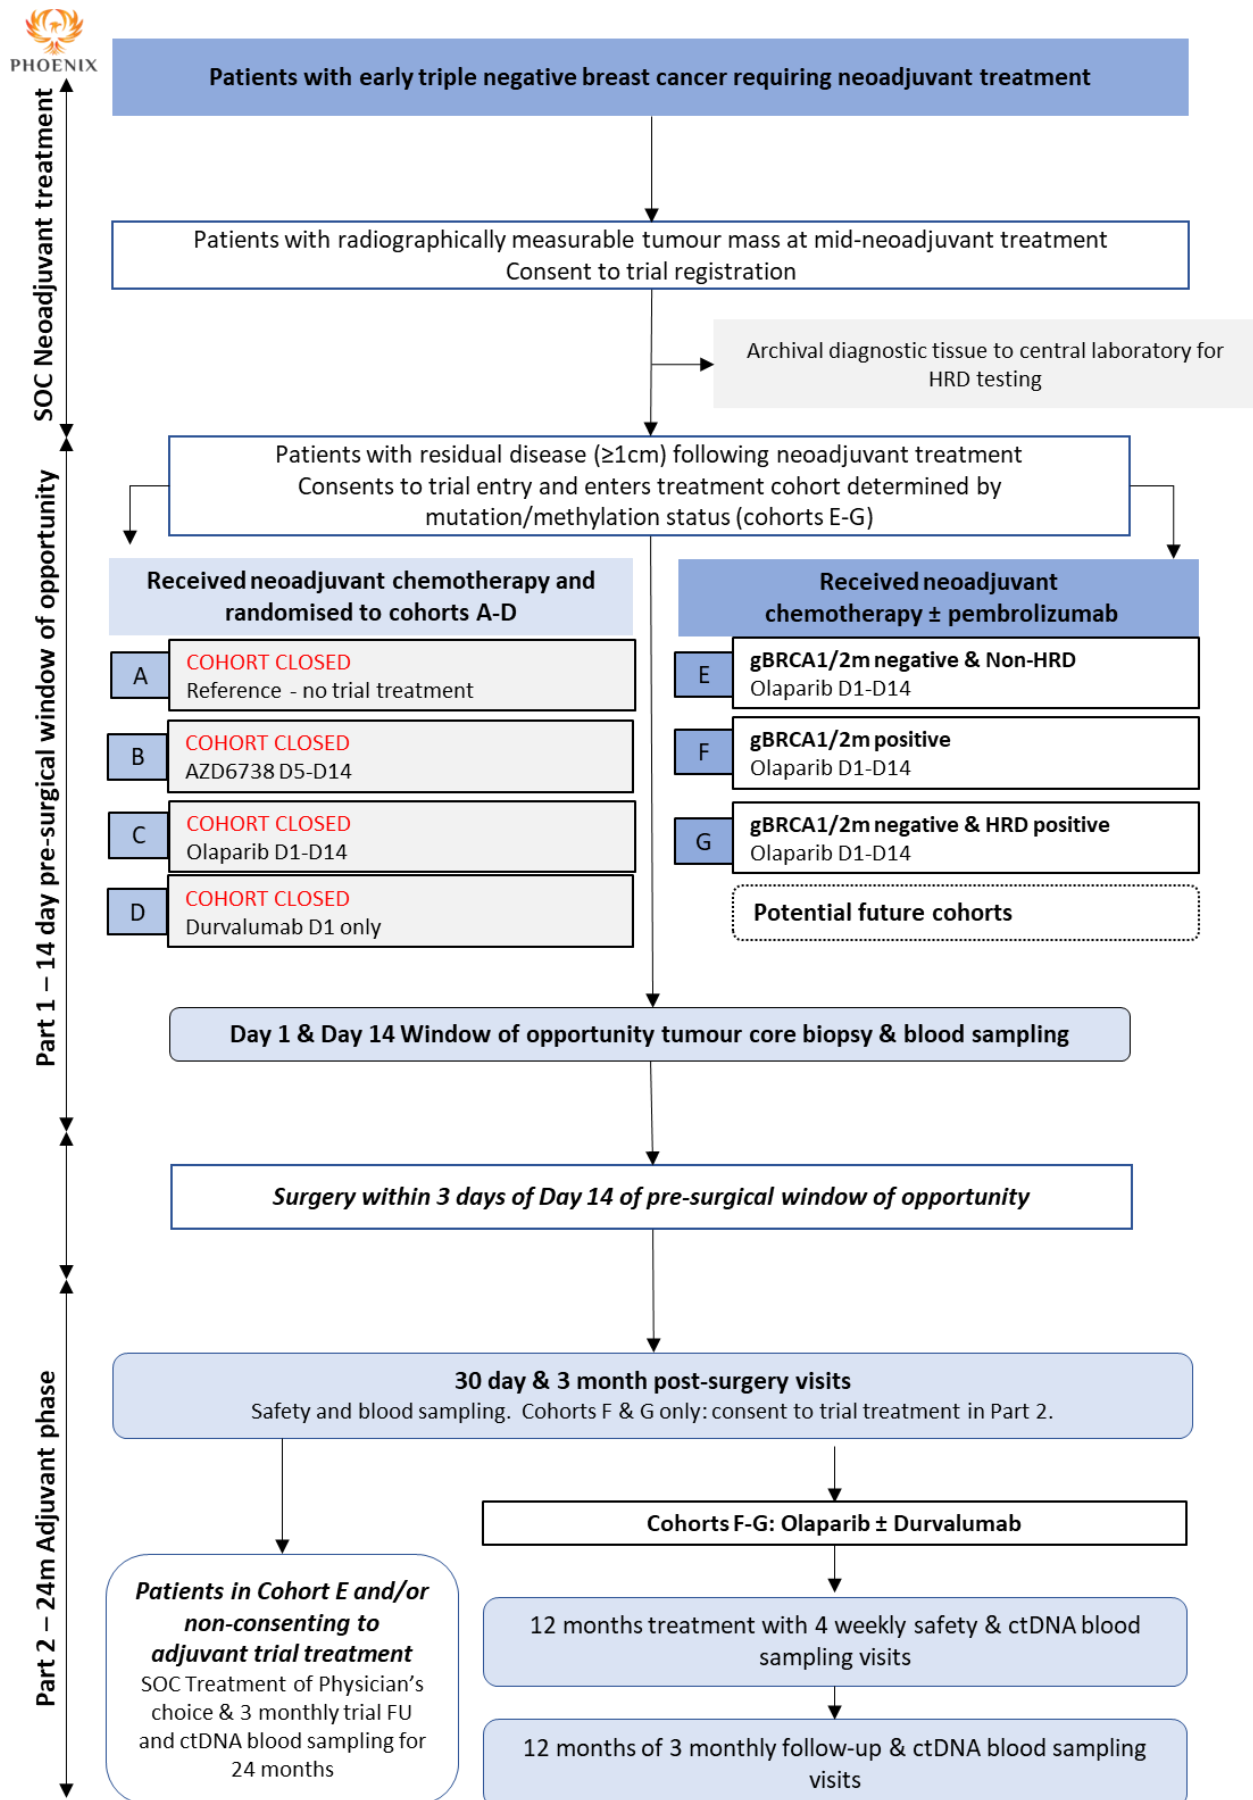 PHOENIX
SOC Neoadjuvant treatment
Patients with early triple negative breast cancer requiring neoadjuvant treatment
Patients with radiographically measurable tumour mass at mid-neoadjuvant treatment
Consent to trial registration
Archival diagnostic tissue to central laboratory for
HRD testing
Part 1 – 14 day pre-surgical window of opportunity
Patients with residual disease (≥1cm) following neoadjuvant treatment
Consents to trial entry and enters treatment cohort determined by
mutation/methylation status (cohorts E-G)
Received neoadjuvant chemotherapy and
randomised to cohorts A-D
A
COHORT CLOSED
Reference - no trial treatment
B
COHORT CLOSED
AZD6738 D5-D14
C
COHORT CLOSED
Olaparib D1-D14
D
COHORT CLOSED
Durvalumab D1 only
Received neoadjuvant
chemotherapy ± pembrolizumab
E
gBRCA1/2m negative & Non-HRD
Olaparib D1-D14
F
gBRCA1/2m positive
Olaparib D1-D14
G
gBRCA1/2m negative & HRD positive
Olaparib D1-D14
Potential future cohorts
Day 1 & Day 14 Window of opportunity tumour core biopsy & blood sampling
Surgery within 3 days of Day 14 of pre-surgical window of opportunity
Part 2 – 24m Adjuvant phase
30 day & 3 month post-surgery visits
Safety and blood sampling. Cohorts F & G only: consent to trial treatment in Part 2.
Patients in Cohort E and/or
non-consenting to
adjuvant trial treatment
SOC Treatment of Physician's
choice & 3 monthly trial FU
and ctDNA blood sampling for
24 months
Cohorts F-G: Olaparib ± Durvalumab
12 months treatment with 4 weekly safety & ctDNA blood
sampling visits
12 months of 3 monthly follow-up & ctDNA blood sampling
visits